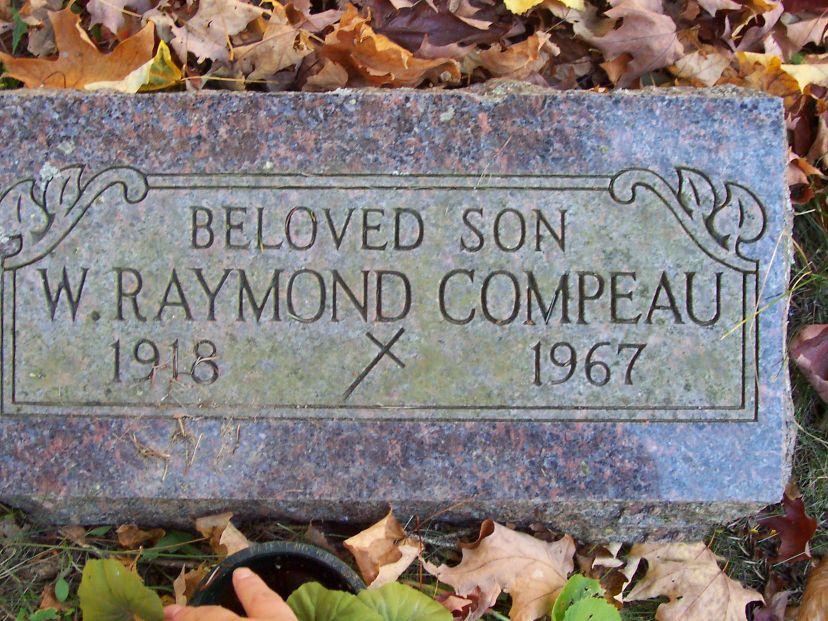 BELOVED SON
W. RAYMOND COMPEAU
1918 1967